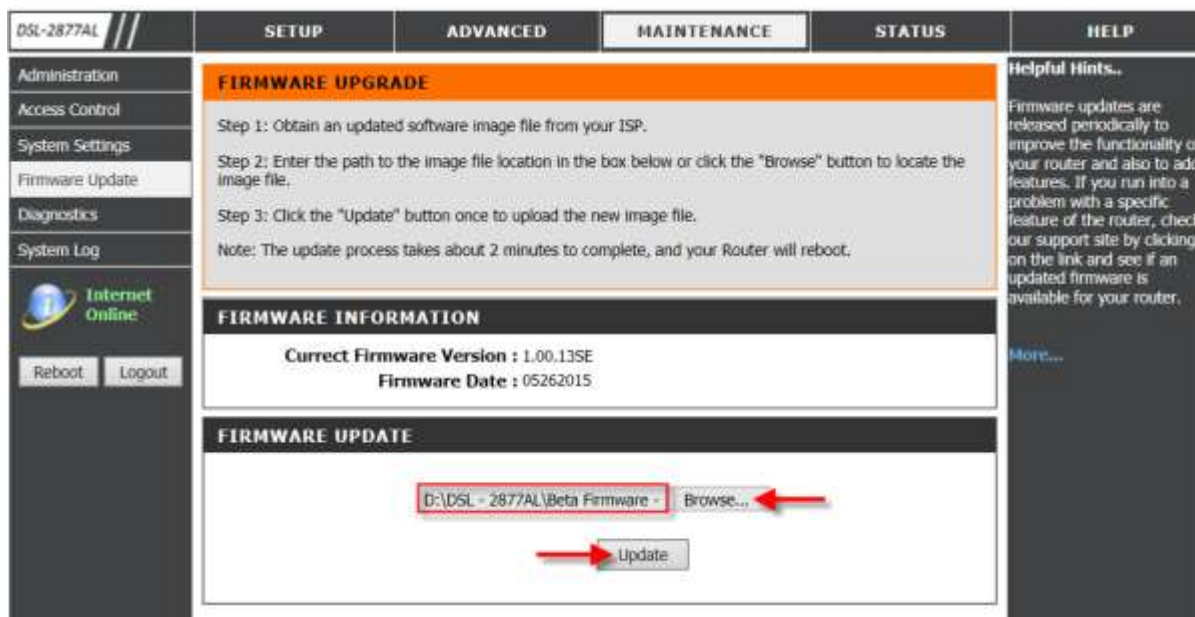 DSL-2877AL
SETUP
ADVANCED
MAINTENANCE
STATUS
HELP
Administration
Access Control
System Settings
Firmware Update
Diagnostics
System Log
Internet
Online
Reboot
Logout
FIRMWARE UPGRADE
Step 1: Obtain an updated software image file from your ISP.
Step 2: Enter the path to the image file location in the box below or click the "Browse" button to locate the
image file.
Step 3: Click the "Update" button once to upload the new image file.
Note: The update process takes about 2 minutes to complete, and your Router will reboot.
FIRMWARE INFORMATION
Currect Firmware Version : 1.00.13SE
Firmware Date : 05262015
FIRMWARE UPDATE
D:\DSL - 2877AL\Beta Firmware -
Browse...
Update
Helpful Hints..
Firmware updates are
released periodically to
improve the functionality o
your router and also to add
features. If you run into a
problem with a specific
feature of the router, chec
our support site by clicking
on the link and see if an
updated firmware is
available for your router.
More...